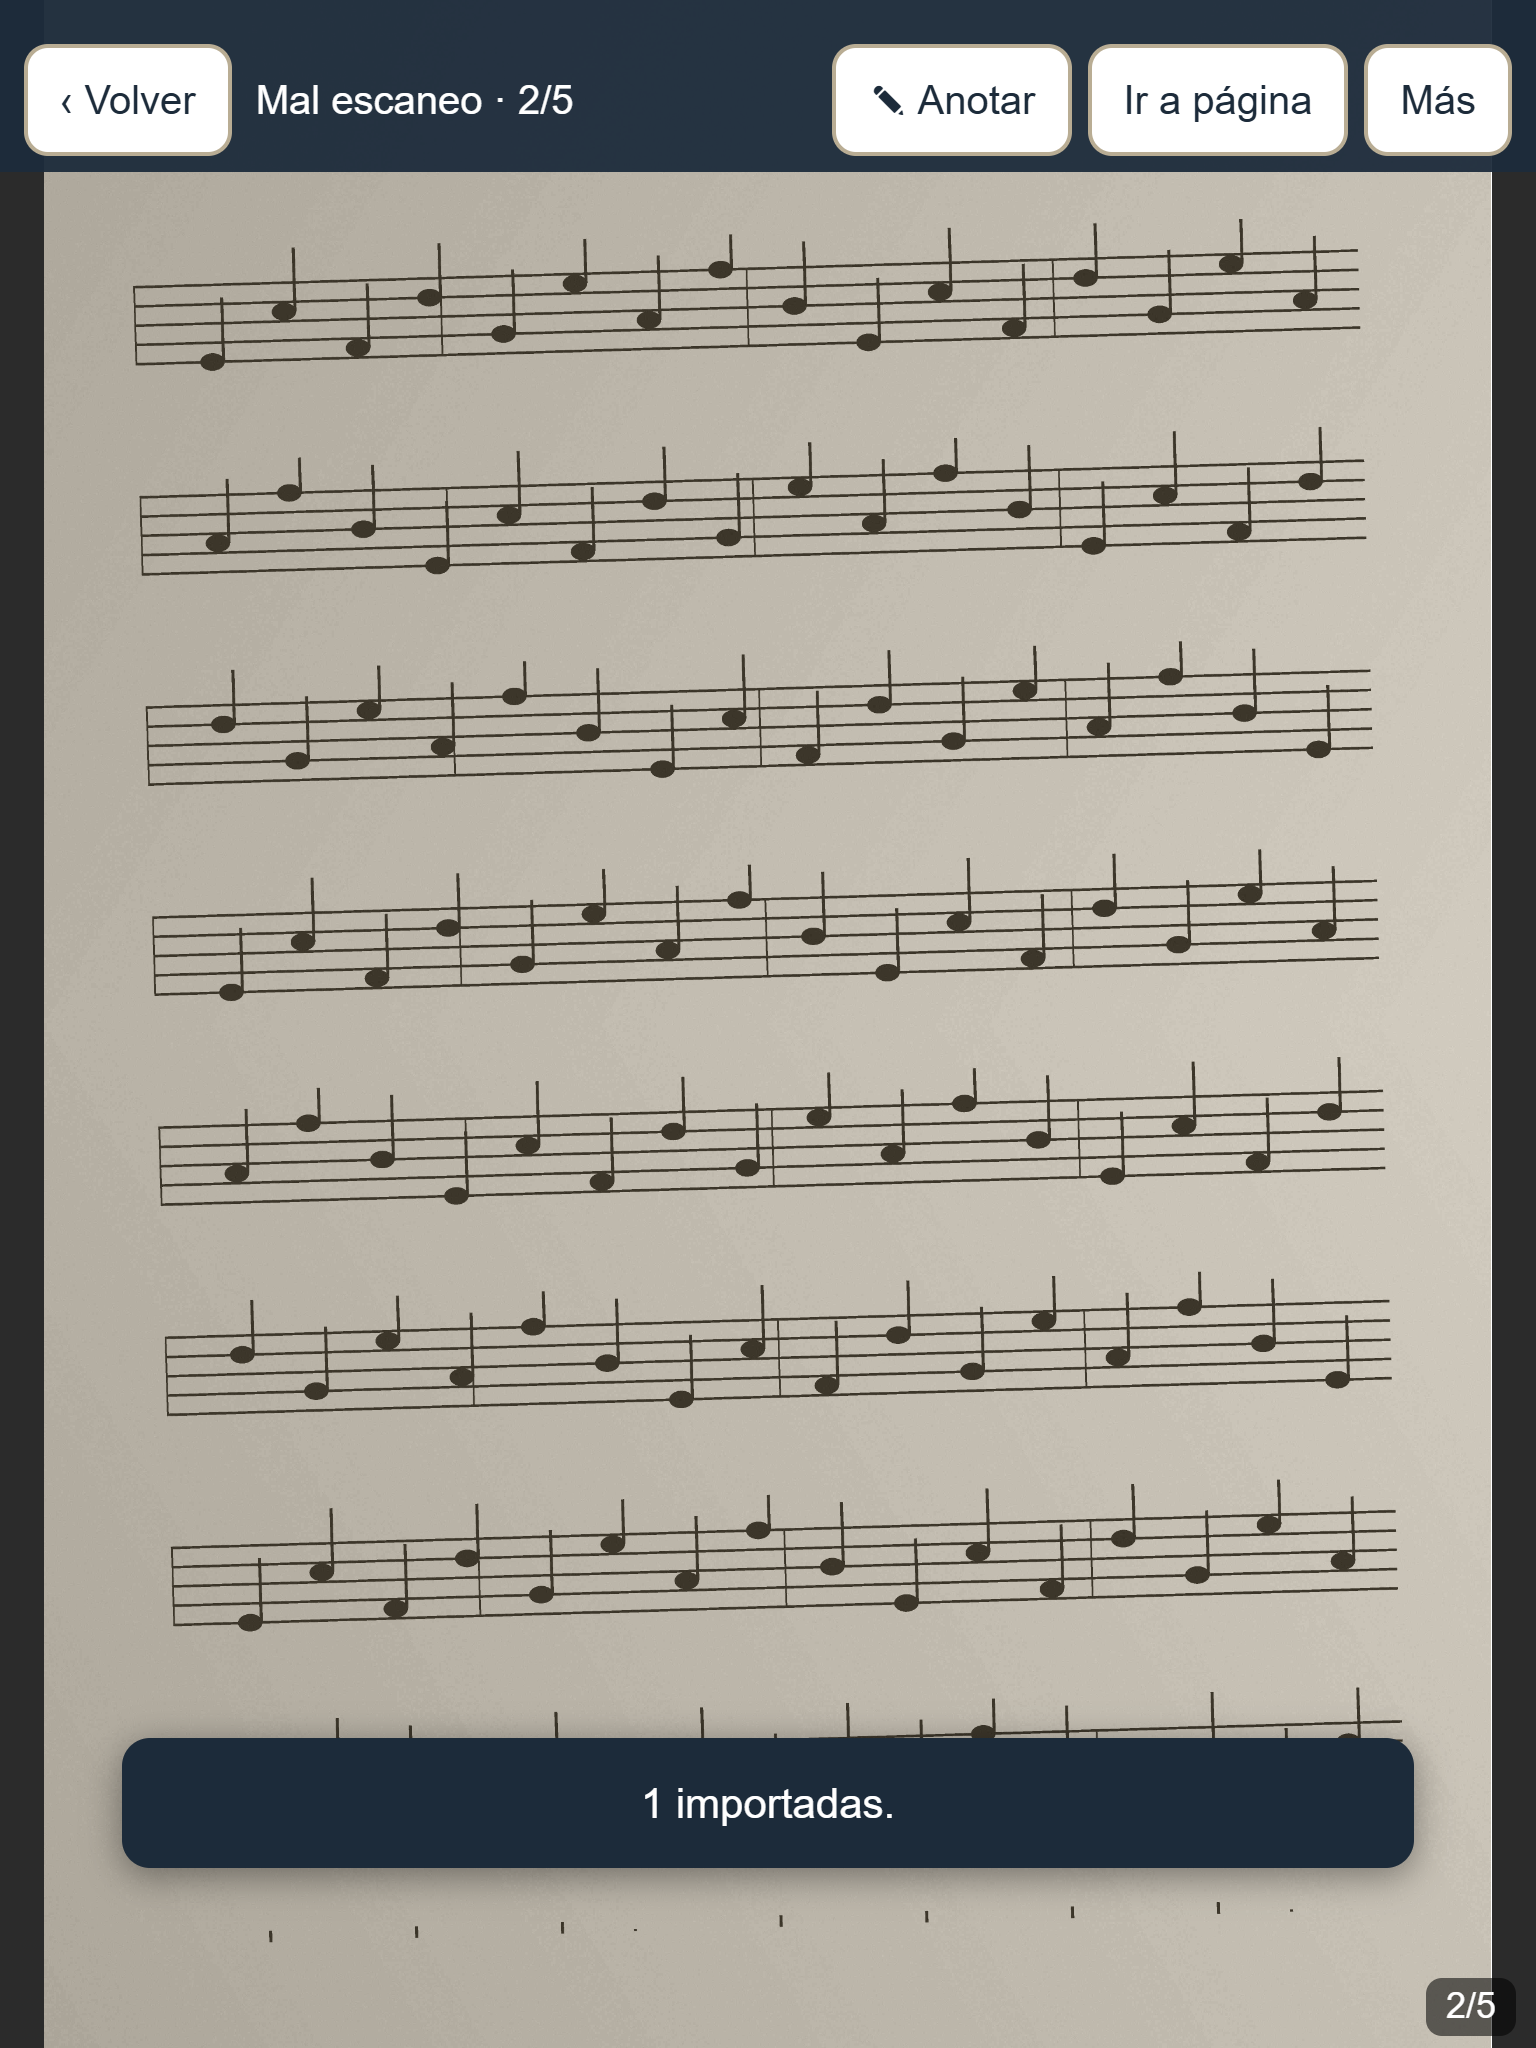 ‹ Volver
Mal escaneo · 2/5
Anotar
Ir a página
Más
1 importadas.
2/5